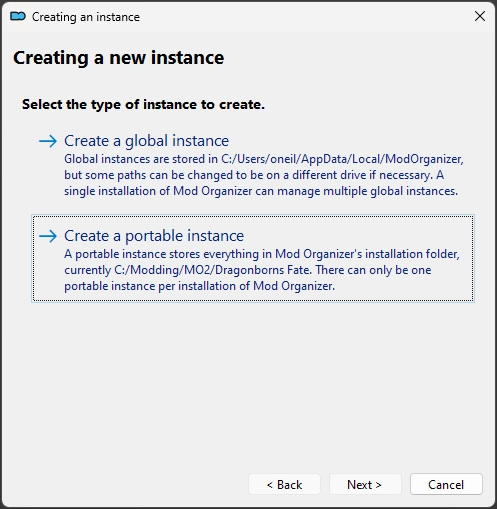 Creating an instance
Creating a new instance
Select the type of instance to create.
Create a global instance
Global instances are stored in C:/Users/oneil/AppData/Local/ModOrganizer,
but some paths can be changed to be on a different drive if necessary. A
single installation of Mod Organizer can manage multiple global instances.
Create a portable instance
A portable instance stores everything in Mod Organizer's installation folder,
currently C:/Modding/MO2/Dragonborns Fate. There can only be one
portable instance per installation of Mod Organizer.
< Back
Next >
Cancel